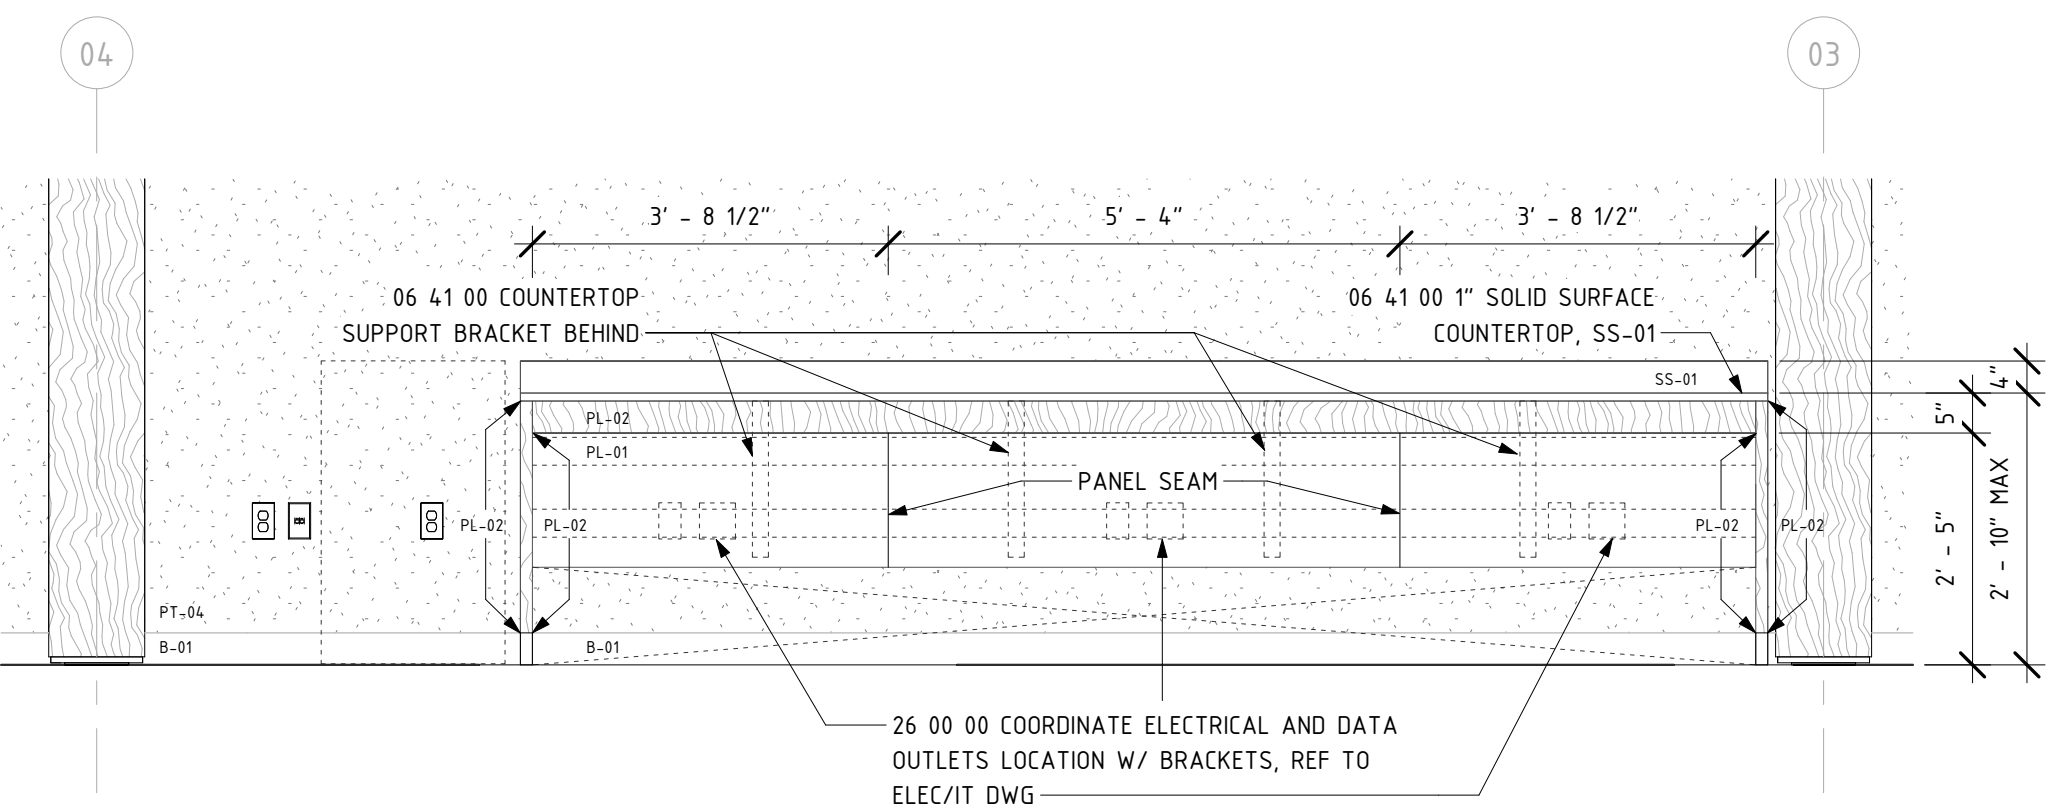 04
03
3' - 8 1/2"
5' - 4"
3' - 8 1/2"
06 41 00 COUNTERTOP
SUPPORT BRACKET BEHIND
06 41 00 1" SOLID SURFACE
COUNTERTOP, SS-01
SS-01
4"
5"
PL-02
PL-01
PANEL SEAM
PL-02
PL-02
PL-02
PL-02
2' - 5"
2' - 10" MAX
PT-04
B-01
B-01
26 00 00 COORDINATE ELECTRICAL AND DATA
OUTLETS LOCATION W/ BRACKETS, REF TO
ELEC/IT DWG